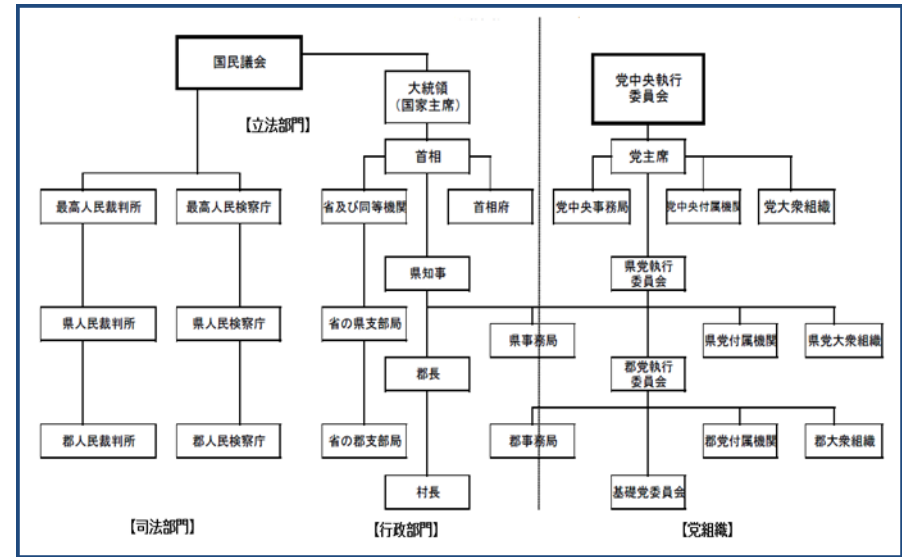 国民議会
大統領
（国家主席）
党中央執行
委員会
【立法部門】
首相
党主席
最高人民裁判所
最高人民検察庁
省及び同等機関
首相府
党中央事務局
党中央付属機関
党大衆組織
県知事
県党執行
委員会
県人民裁判所
県人民検察庁
省の県支部局
県事務局
県党付属機関
県党大衆組織
郡長
郡党執行
委員会
郡人民裁判所
郡人民検察庁
省の郡支部局
郡事務局
郡党付属機関
郡大衆組織
村長
基礎党委員会
【司法部門】
【行政部門】
【党組織】